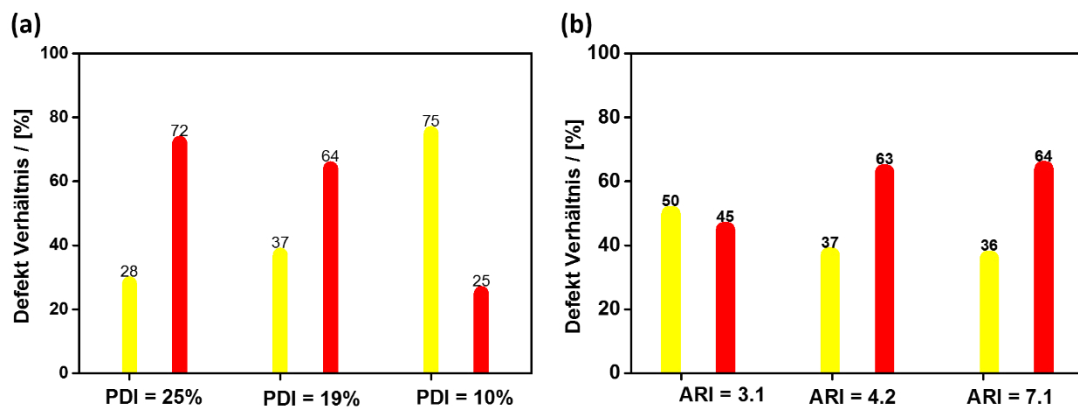 (a)
Defekt Verhältnis / [%]
100
80
60
40
20
0
28
72
37
64
75
25
PDI = 25%
PDI = 19%
PDI = 10%
(b)
Defekt Verhältnis / [%]
100
80
60
40
20
0
50
45
37
63
36
64
ARI = 3.1
ARI = 4.2
ARI = 7.1